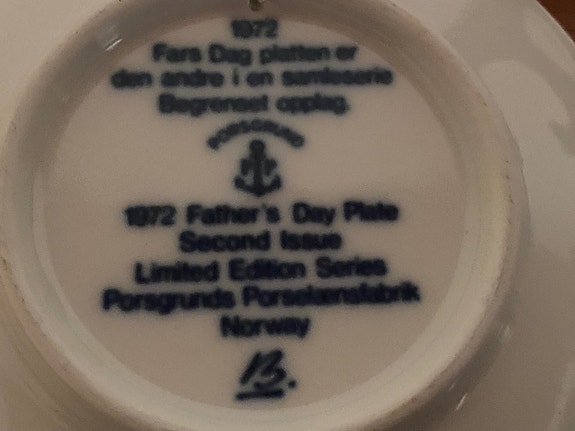 1972
Fars Dag platten er
den andre i en samleserie
Begrenset opplag.
PORSGRUND
P P
1972 Father's Day Plate
Second Issue
Limited Edition Series
Porsgrunds Porselænsfabrik
Norway
B.